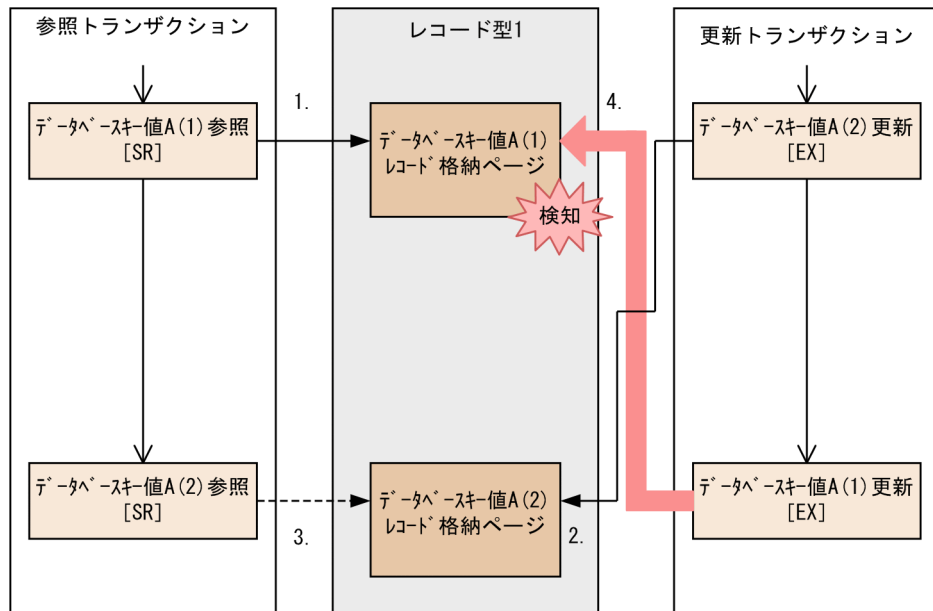 参照トランザクション
レコード型1
更新トランザクション
1.
4.
ﾃﾞｰﾀﾍﾞｰｽｷｰ値A(1)参照
[SR]
ﾃﾞｰﾀﾍﾞｰｽｷｰ値A(1)
ﾚｺｰﾄﾞ格納ページ
検知
ﾃﾞｰﾀﾍﾞｰｽｷｰ値A(2)更新
[EX]
ﾃﾞｰﾀﾍﾞｰｽｷｰ値A(2)参照
[SR]
3.
ﾃﾞｰﾀﾍﾞｰｽｷｰ値A(2)
ﾚｺｰﾄﾞ格納ページ
2.
ﾃﾞｰﾀﾍﾞｰｽｷｰ値A(1)更新
[EX]